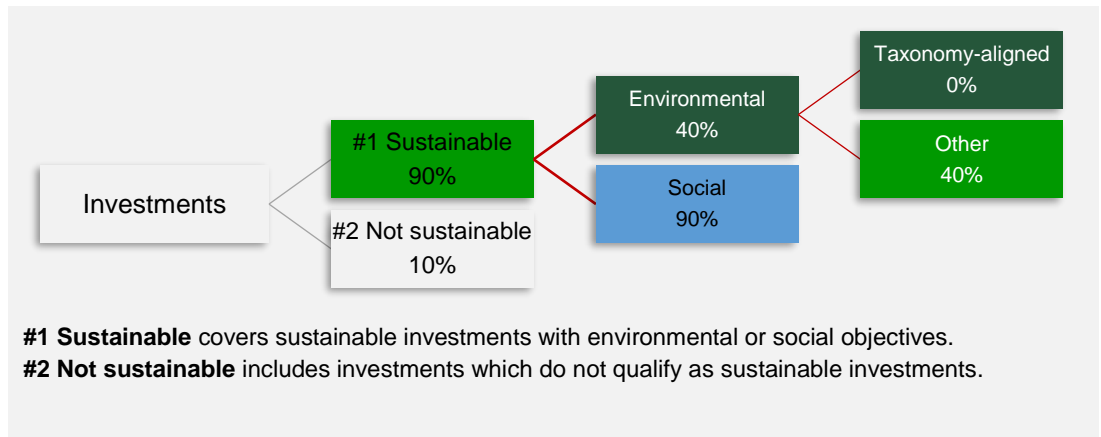 Taxonomy-aligned
0%
Environmental
40%
#1 Sustainable
90%
Other
40%
Investments
Social
90%
#2 Not sustainable
10%
#1 Sustainable covers sustainable investments with environmental or social objectives.
#2 Not sustainable includes investments which do not qualify as sustainable investments.